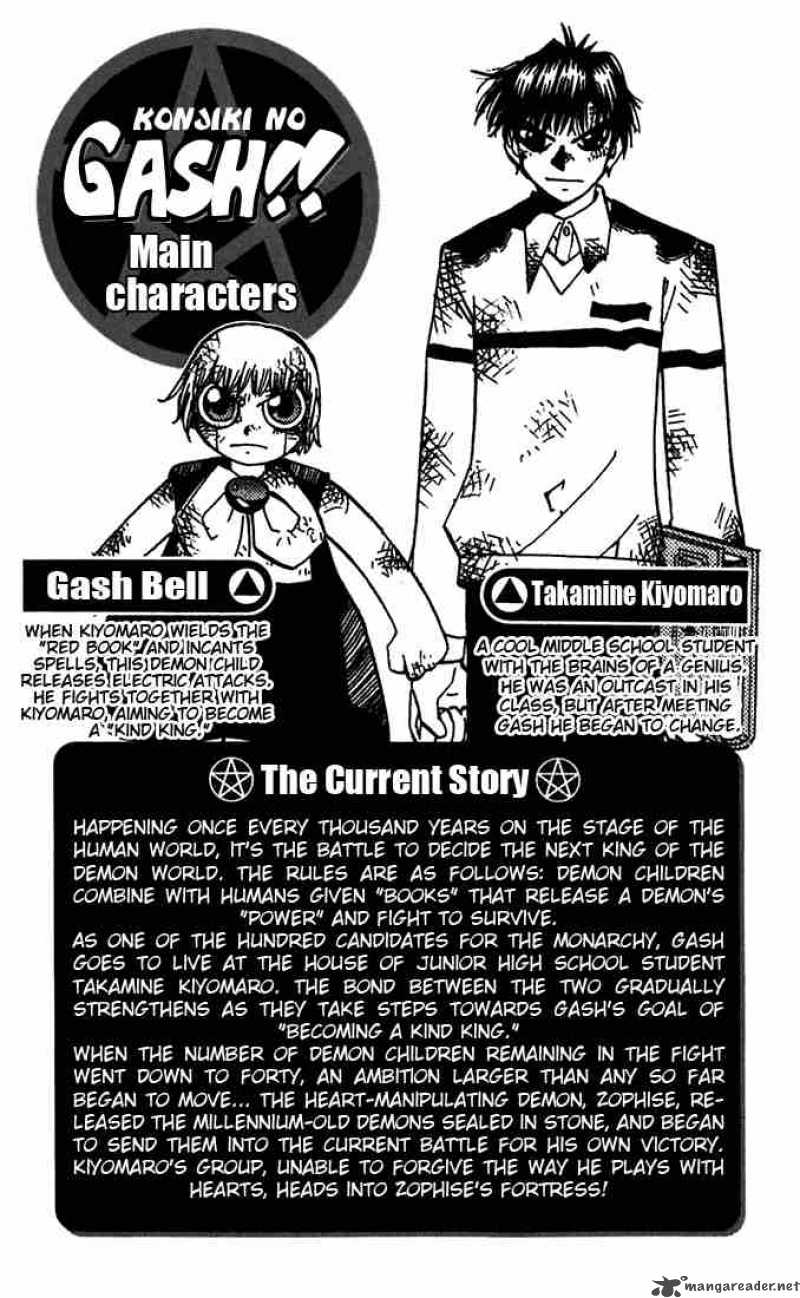 KONJIKI NO
GASH!!
Main
characters
Gash Bell
WHEN KIYOMARO WIELDS THE
"RED BOOK" AND INCANTS
SPELLS, THIS DEMON CHILD
RELEASES ELECTRIC ATTACKS.
HE FIGHTS TOGETHER WITH
KIYOMARO, AIMING TO BECOME
A "KIND KING."
Takamine Kiyomaro
A COOL MIDDLE SCHOOL STUDENT
WITH THE BRAINS OF A GENIUS.
HE WAS AN OUTCAST IN HIS
CLASS, BUT AFTER MEETING
GASH HE BEGAN TO CHANGE.
The Current Story
HAPPENING ONCE EVERY THOUSAND YEARS ON THE STAGE OF THE
HUMAN WORLD, IT'S THE BATTLE TO DECIDE THE NEXT KING OF THE
DEMON WORLD. THE RULES ARE AS FOLLOWS: DEMON CHILDREN
COMBINE WITH HUMANS GIVEN "BOOKS" THAT RELEASE A DEMON'S
"POWER" AND FIGHT TO SURVIVE.
AS ONE OF THE HUNDRED CANDIDATES FOR THE MONARCHY, GASH
GOES TO LIVE AT THE HOUSE OF JUNIOR HIGH SCHOOL STUDENT
TAKAMINE KIYOMARO. THE BOND BETWEEN THE TWO GRADUALLY
STRENGTHENS AS THEY TAKE STEPS TOWARDS GASH'S GOAL OF
"BECOMING A KIND KING."
WHEN THE NUMBER OF DEMON CHILDREN REMAINING IN THE FIGHT
WENT DOWN TO FORTY, AN AMBITION LARGER THAN ANY SO FAR
BEGAN TO MOVE... THE HEART-MANIPULATING DEMON, ZOPHISE, RE-
LEASED THE MILLENNIUM-OLD DEMONS SEALED IN STONE, AND BEGAN
TO SEND THEM INTO THE CURRENT BATTLE FOR HIS OWN VICTORY.
KIYOMARO'S GROUP, UNABLE TO FORGIVE THE WAY HE PLAYS WITH
HEARTS, HEADS INTO ZOPHISE'S FORTRESS!
mangareader.net